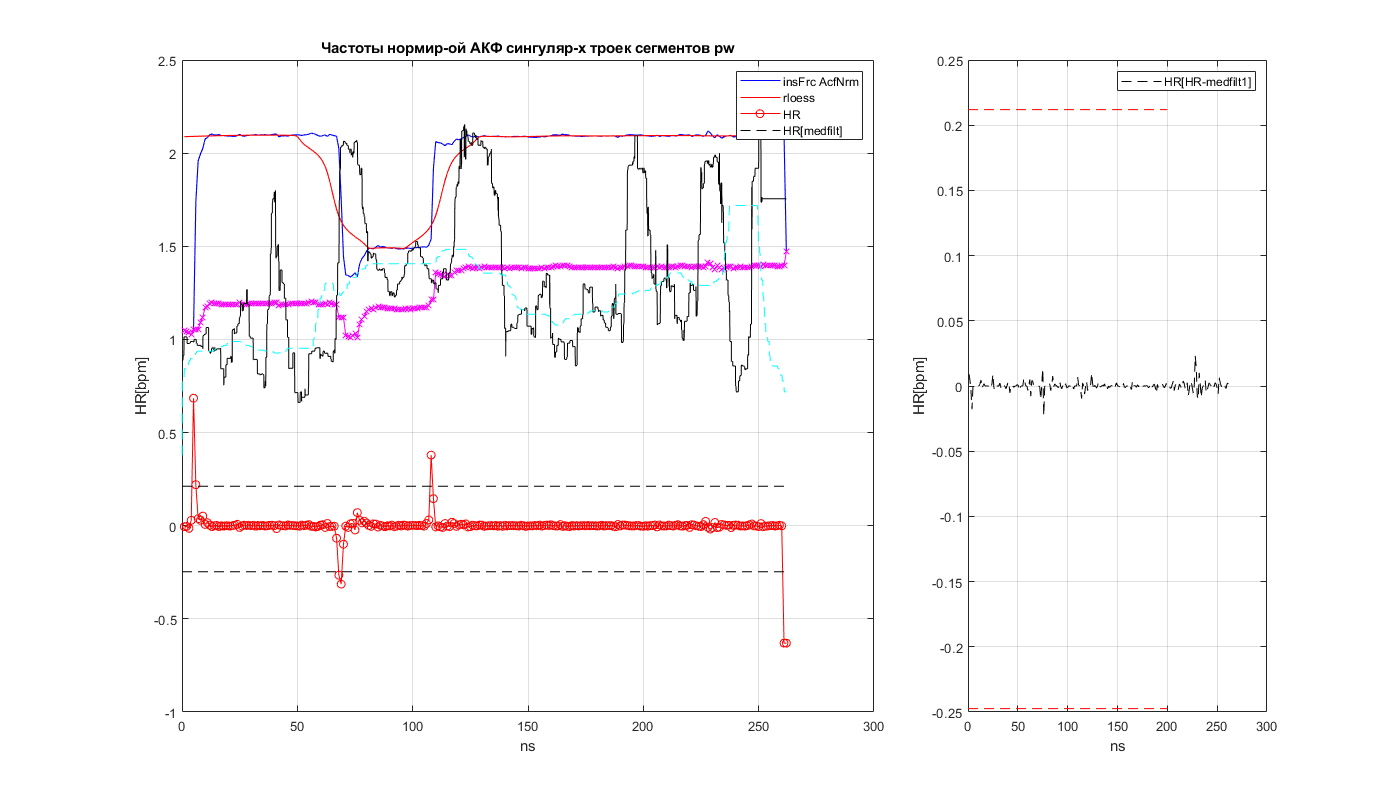 Частоты нормир-ой АКФ сингуляр-х троек сегментов pw
2.5
2
1.5
1
0.5
0
-0.5
-1
HR[bpm]
insFrc AcfNrm
rloess
HR
HR[medfilt]
0 50 100 150 200 250 300
ns
0.25
0.2
0.15
0.1
0.05
0
-0.05
-0.1
-0.15
-0.2
-0.25
HR[bpm]
HR[HR-medfilt1]
0 50 100 150 200 250 300
ns